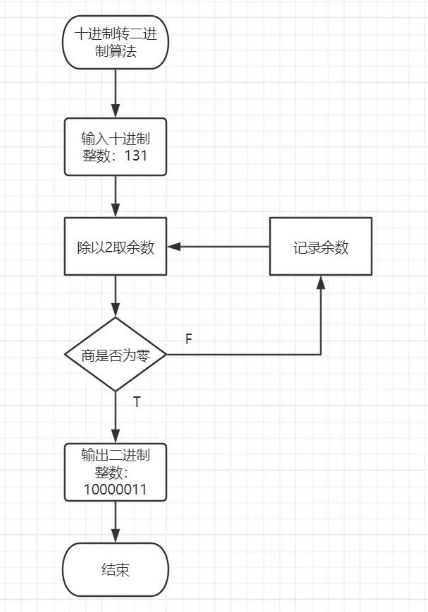 十进制转二进
制算法
输入十进制
整数：131
除以2取余数
记录余数
商是否为零
F
T
输出二进制
整数：
10000011
结束